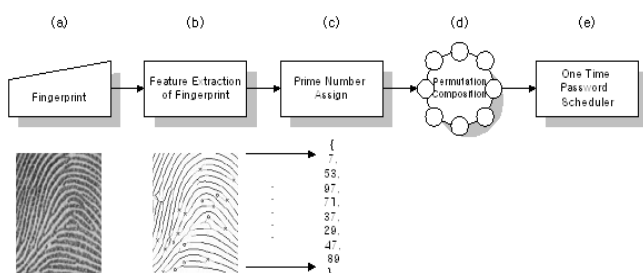 (a)
(b)
(c)
(d)
(e)
Fingerprint
Feature Extraction
of Fingerprint
Prime Number
Assign
Permutation
Composition
One Time
Password
Scheduler
{
7,
53,
97,
71,
37,
29,
47,
89
}